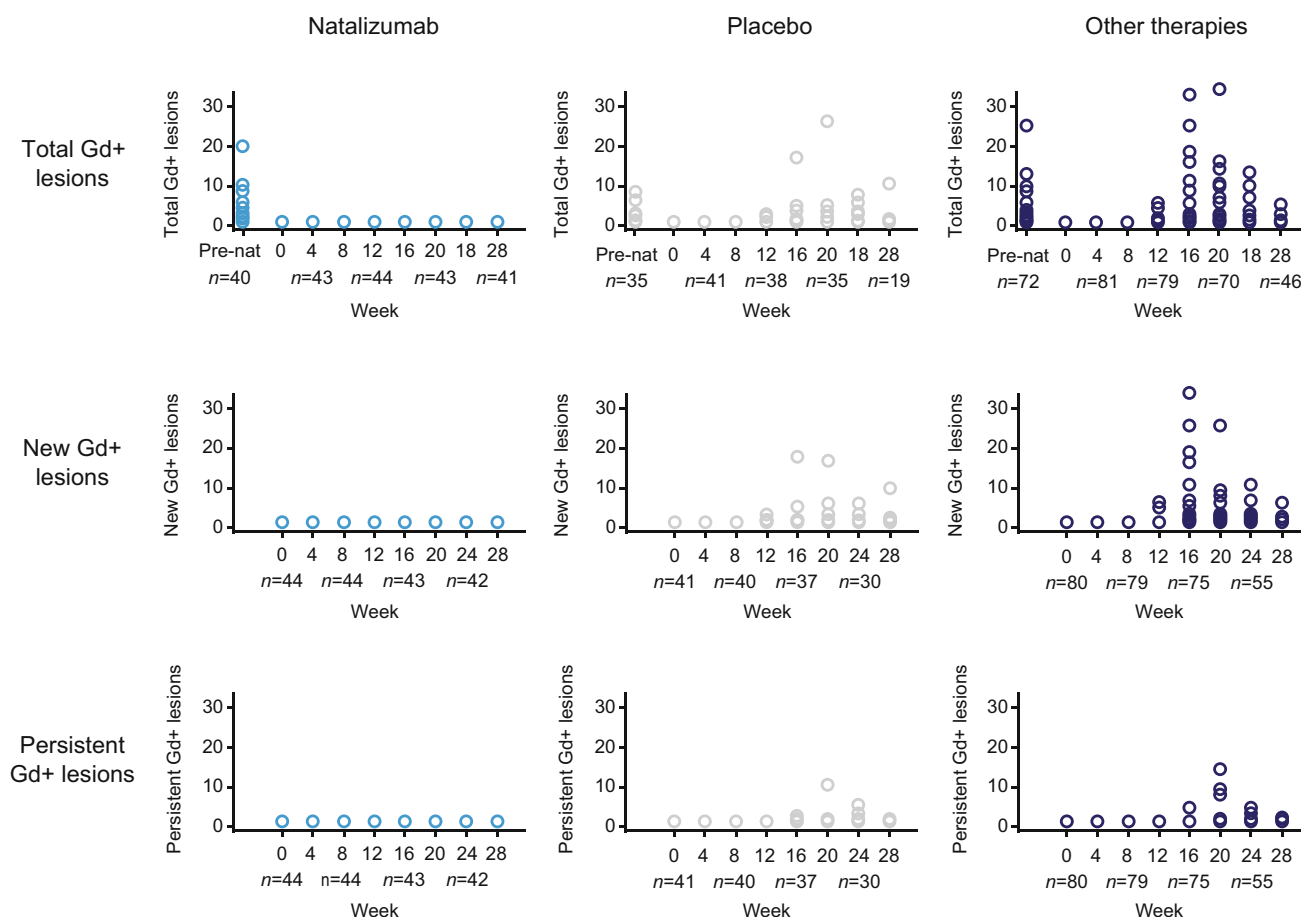 Natalizumab Placebo Other therapies
Total Gd+
lesions
Total Gd+ lesions
30
20
10
0
Pre-nat 0 4 8 12 16 20 18 28
n=40 n=43 n=44 n=43 n=41
Week
Total Gd+ lesions
30
20
10
0
Pre-nat 0 4 8 12 16 20 18 28
n=35 n=41 n=38 n=35 n=19
Week
Total Gd+ lesions
30
20
10
0
Pre-nat 0 4 8 12 16 20 18 28
n=72 n=81 n=79 n=70 n=46
Week
New Gd+
lesions
New Gd+ lesions
30
20
10
0
0 4 8 12 16 20 24 28
n=44 n=44 n=43 n=42
Week
New Gd+ lesions
30
20
10
0
0 4 8 12 16 20 24 28
n=41 n=40 n=37 n=30
Week
New Gd+ lesions
30
20
10
0
0 4 8 12 16 20 24 28
n=80 n=79 n=75 n=55
Week
Persistent
Gd+ lesions
Persistent Gd+ lesions
30
20
10
0
0 4 8 12 16 20 24 28
n=44 n=44 n=43 n=42
Week
Persistent Gd+ lesions
30
20
10
0
0 4 8 12 16 20 24 28
n=41 n=40 n=37 n=30
Week
Persistent Gd+ lesions
30
20
10
0
0 4 8 12 16 20 24 28
n=80 n=79 n=75 n=55
Week